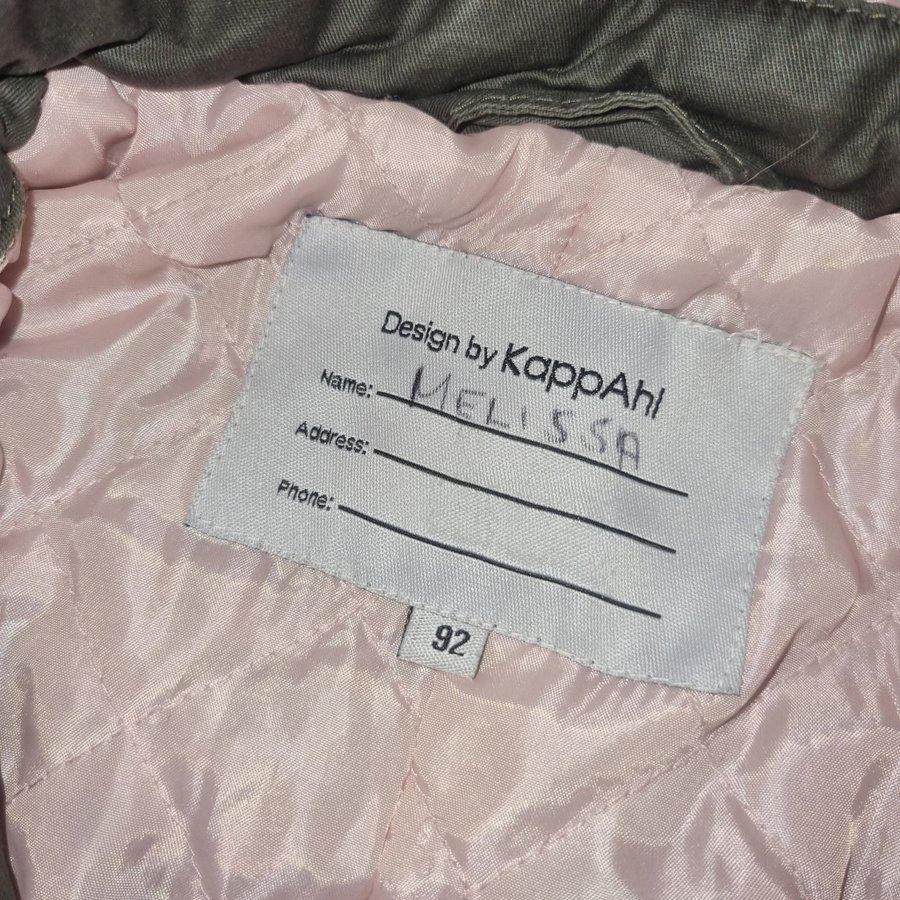 Design by KappAhl
Name: MELISSA
Address:
Phone:
92